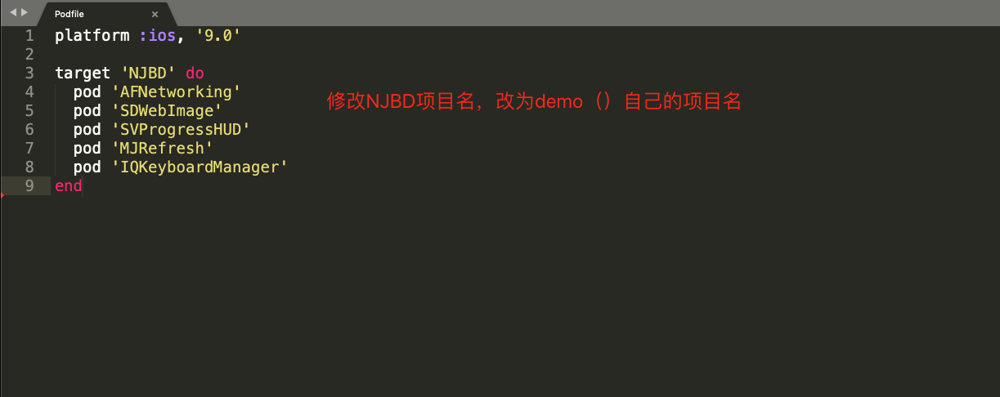 Podfile
1 platform :ios, '9.0'
2
3 target 'NJBD' do
4 pod 'AFNetworking'
修改NJBD项目名，改为demo（）自己的项目名
5 pod 'SDWebImage'
6 pod 'SVProgressHUD'
7 pod 'MJRefresh'
8 pod 'IQKeyboardManager'
9 end